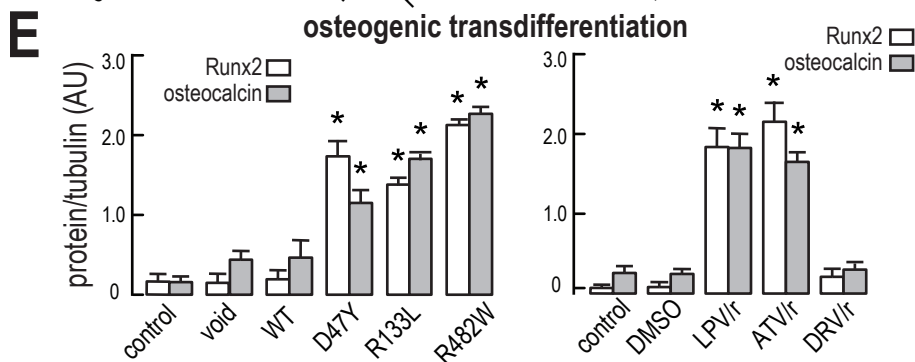 E
osteogenic transdifferentiation
protein/tubulin (AU)
3.0
2.0
1.0
0
Runx2
osteocalcin
* * * * * *
control
void
WT
D47Y
R133L
R482W
3.0
2.0
1.0
0
Runx2
osteocalcin
* * * *
control
DMSO
LPV/r
ATV/r
DRV/r